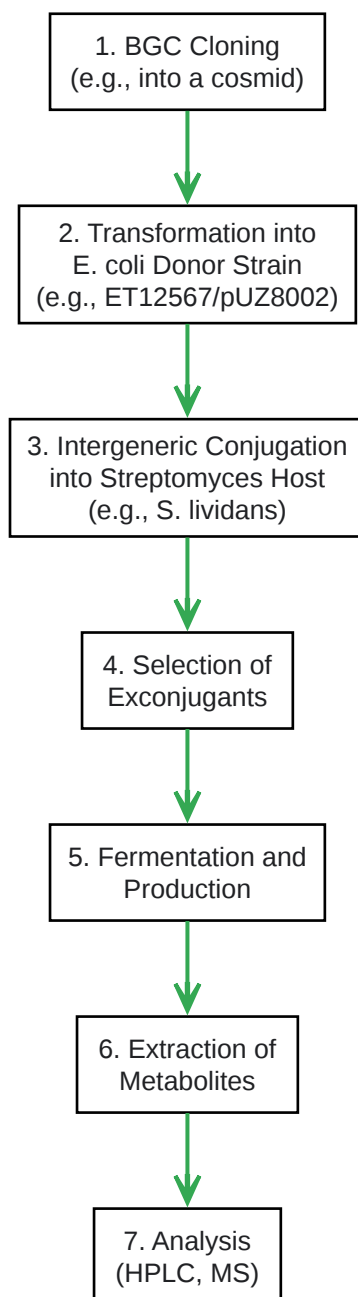 1. BGC Cloning
(e.g., into a cosmid)
2. Transformation into
E. coli Donor Strain
(e.g., ET12567/pUZ8002)
3. Intergeneric Conjugation
into Streptomyces Host
(e.g., S. lividans)
4. Selection of
Exconjugants
5. Fermentation and
Production
6. Extraction of
Metabolites
7. Analysis
(HPLC, MS)